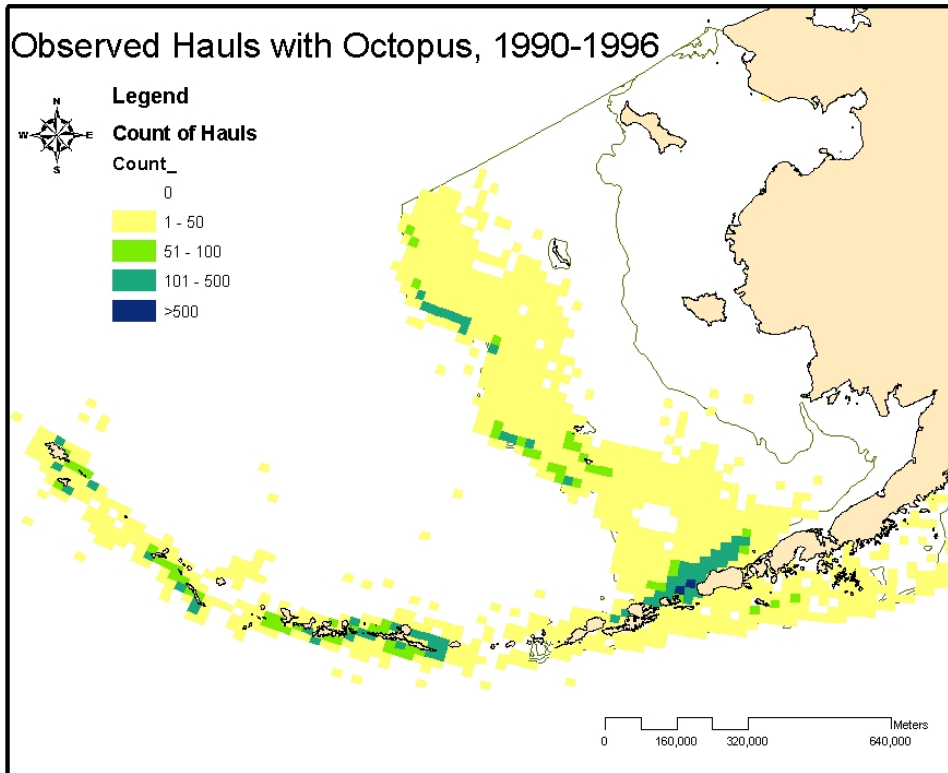 Observed Hauls with Octopus, 1990-1996
Legend
N
W E
S
Count of Hauls
Count_
0
1 - 50
51 - 100
101 - 500
>500
Meters
0 160,000 320,000 640,000